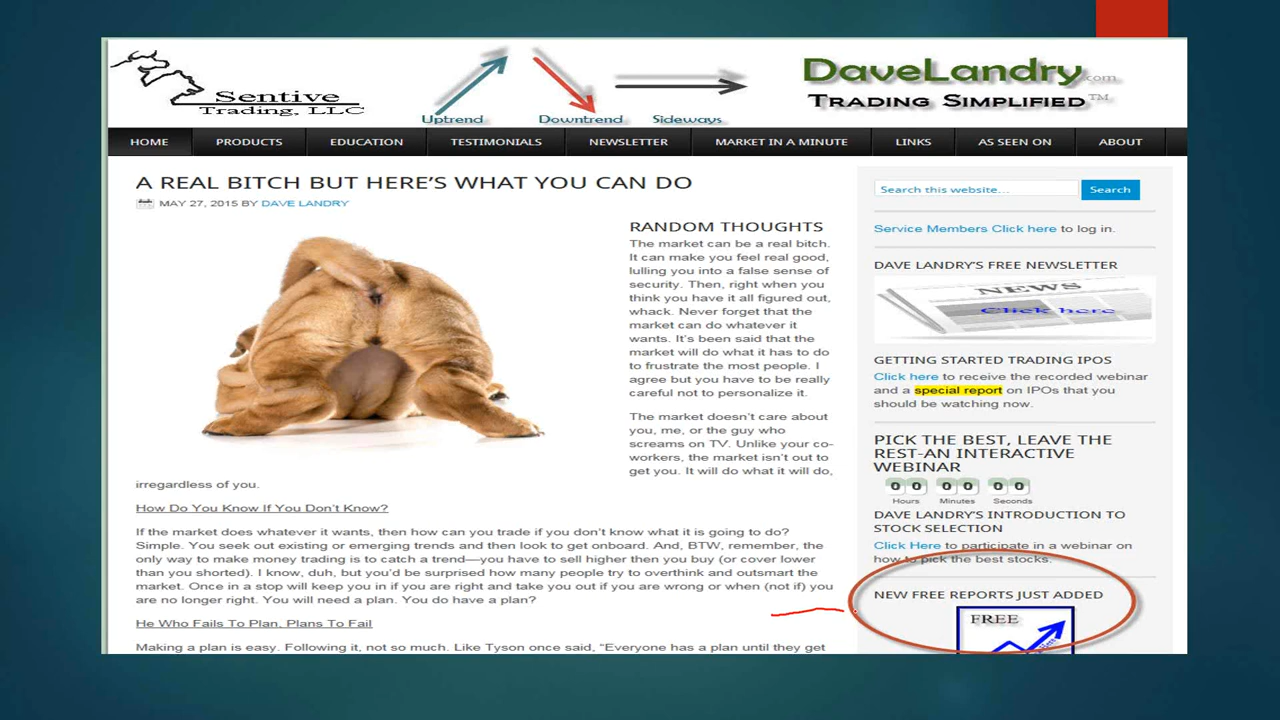 Sentive
Trading, LLC
Uptrend
Downtrend
Sideways
DaveLandry.com
TRADING SIMPLIFIED™
HOME
PRODUCTS
EDUCATION
TESTIMONIALS
NEWSLETTER
MARKET IN A MINUTE
LINKS
AS SEEN ON
ABOUT
A REAL BITCH BUT HERE'S WHAT YOU CAN DO
MAY 27, 2015 BY DAVE LANDRY
RANDOM THOUGHTS
The market can be a real bitch.
It can make you feel real good,
lulling you into a false sense of
security. Then, right when you
think you have it all figured out,
whack. Never forget that the
market can do whatever it
wants. It's been said that the
market will do what it has to do
to frustrate the most people. I
agree but you have to be really
careful not to personalize it.
The market doesn't care about
you, me, or the guy who
screams on TV. Unlike your co-
workers, the market isn't out to
get you. It will do what it will do,
irregardless of you.
How Do You Know If You Don't Know?
If the market does whatever it wants, then how can you trade if you don't know what it is going to do?
Simple. You seek out existing or emerging trends and then look to get onboard. And, BTW, remember, the
only way to make money trading is to catch a trend—you have to sell higher then you buy (or cover lower
than you shorted). I know, duh, but you'd be surprised how many people try to overthink and outsmart the
market. Once in a stop will keep you in if you are right and take you out if you are wrong or when (not if) you
are no longer right. You will need a plan. You do have a plan?
He Who Fails To Plan, Plans To Fail
Making a plan is easy. Following it, not so much. Like Tyson once said, "Everyone has a plan until they get
Search this website...
Search
Service Members Click here to log in.
DAVE LANDRY'S FREE NEWSLETTER
NEWS
Click here
GETTING STARTED TRADING IPOS
Click here to receive the recorded webinar
and a special report on IPOs that you
should be watching now.
PICK THE BEST, LEAVE THE
REST-AN INTERACTIVE
WEBINAR
0 0 0 0 0 0
Hours Minutes Seconds
DAVE LANDRY'S INTRODUCTION TO
STOCK SELECTION
Click Here to participate in a webinar on
how to pick the best stocks.
NEW FREE REPORTS JUST ADDED
FREE